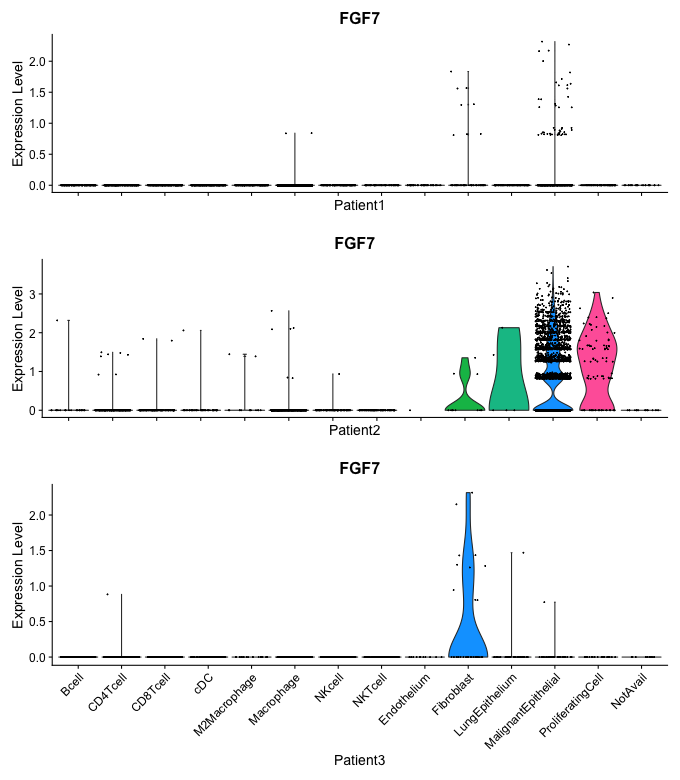 FGF7
Expression Level
2.0
1.5
1.0
0.5
0.0
Patient1
FGF7
Expression Level
3
2
1
0
Patient2
FGF7
Expression Level
2.0
1.5
1.0
0.5
0.0
Bcell
CD4Tcell
CD8Tcell
cDC
M2Macrophage
Macrophage
NKcell
NKTcell
Endothelium
Fibroblast
LungEpithelium
MalignantEpithelial
ProliferatingCell
NotAvail
Patient3